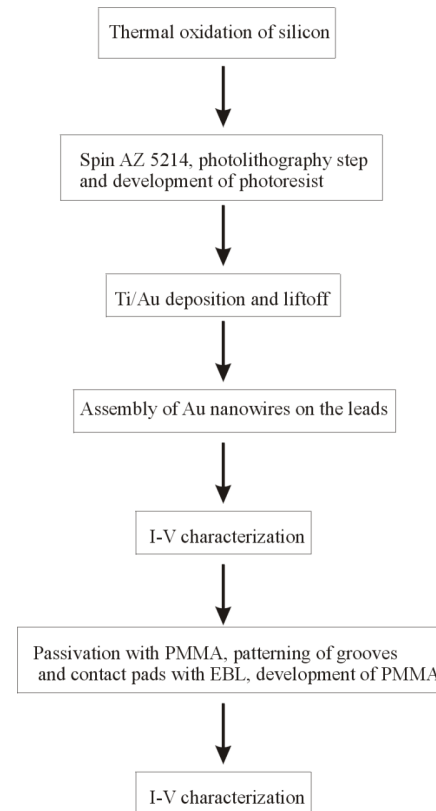 Thermal oxidation of silicon
Spin AZ 5214, photolithography step
and development of photoresist
Ti/Au deposition and liftoff
Assembly of Au nanowires on the leads
I-V characterization
Passivation with PMMA, patterning of grooves
and contact pads with EBL, development of PMMA
I-V characterization